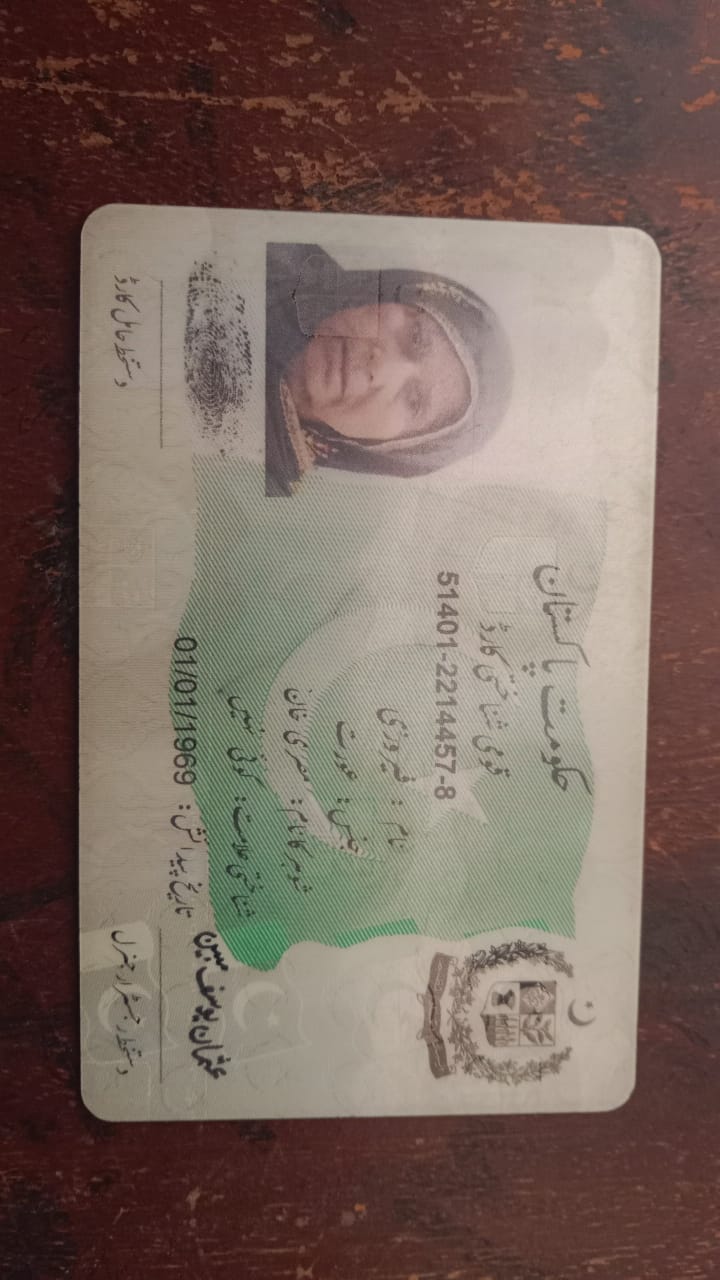 حکومت پاکستان
قومی شناختی کارڈ
51401-2214457-8
نام : فیروزی
جنس: عورت
شوہر کا نام: مصری خان
شناختی علامت: کوئی نہیں
تاریخ پیدائش: 01/01/1969
عثمان یوسف مبین
دستخط رجسٹرار جنرل
دستخط حامل کارڈ